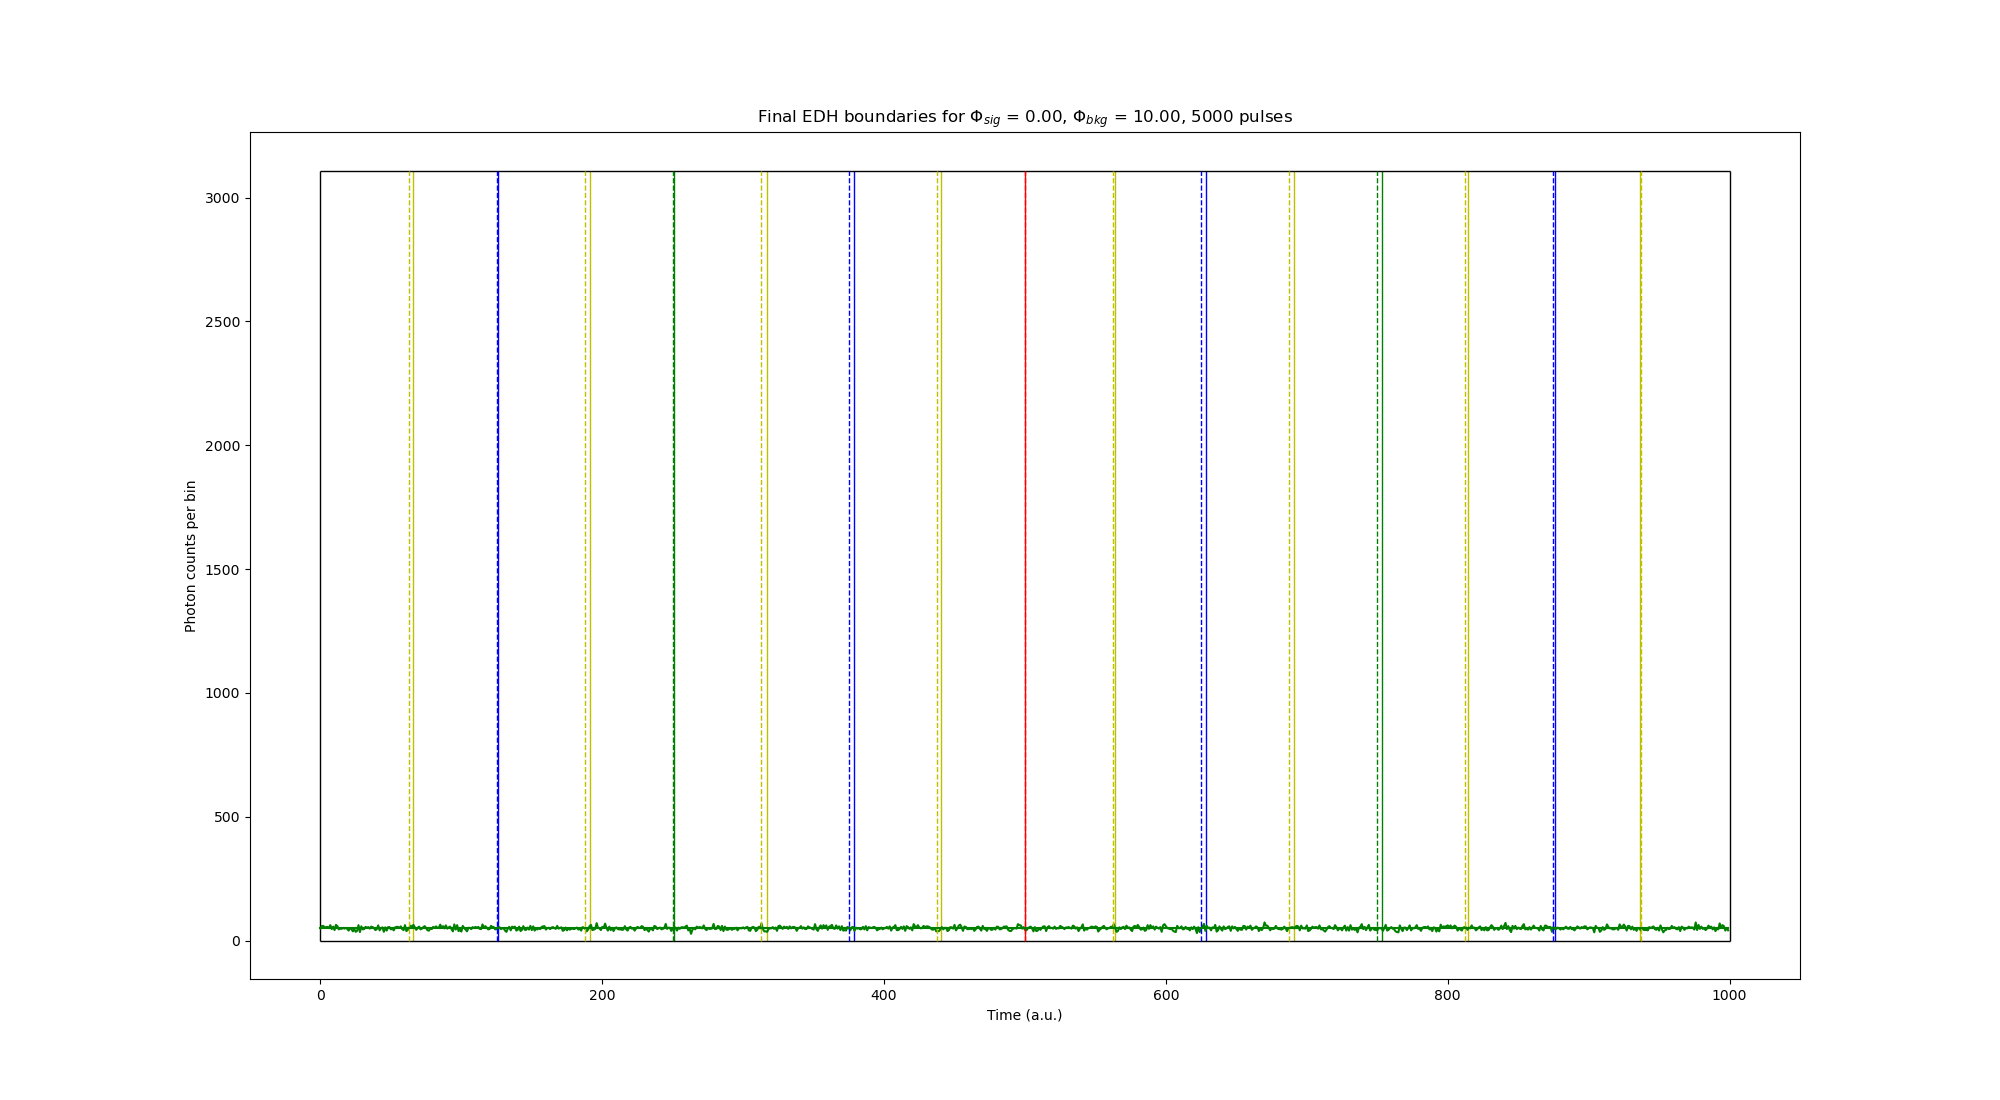 Final EDH boundaries for Φsig = 0.00, Φbkg = 10.00, 5000 pulses
3000
2500
2000
1500
1000
500
0
Photon counts per bin
0 200 400 600 800 1000
Time (a.u.)